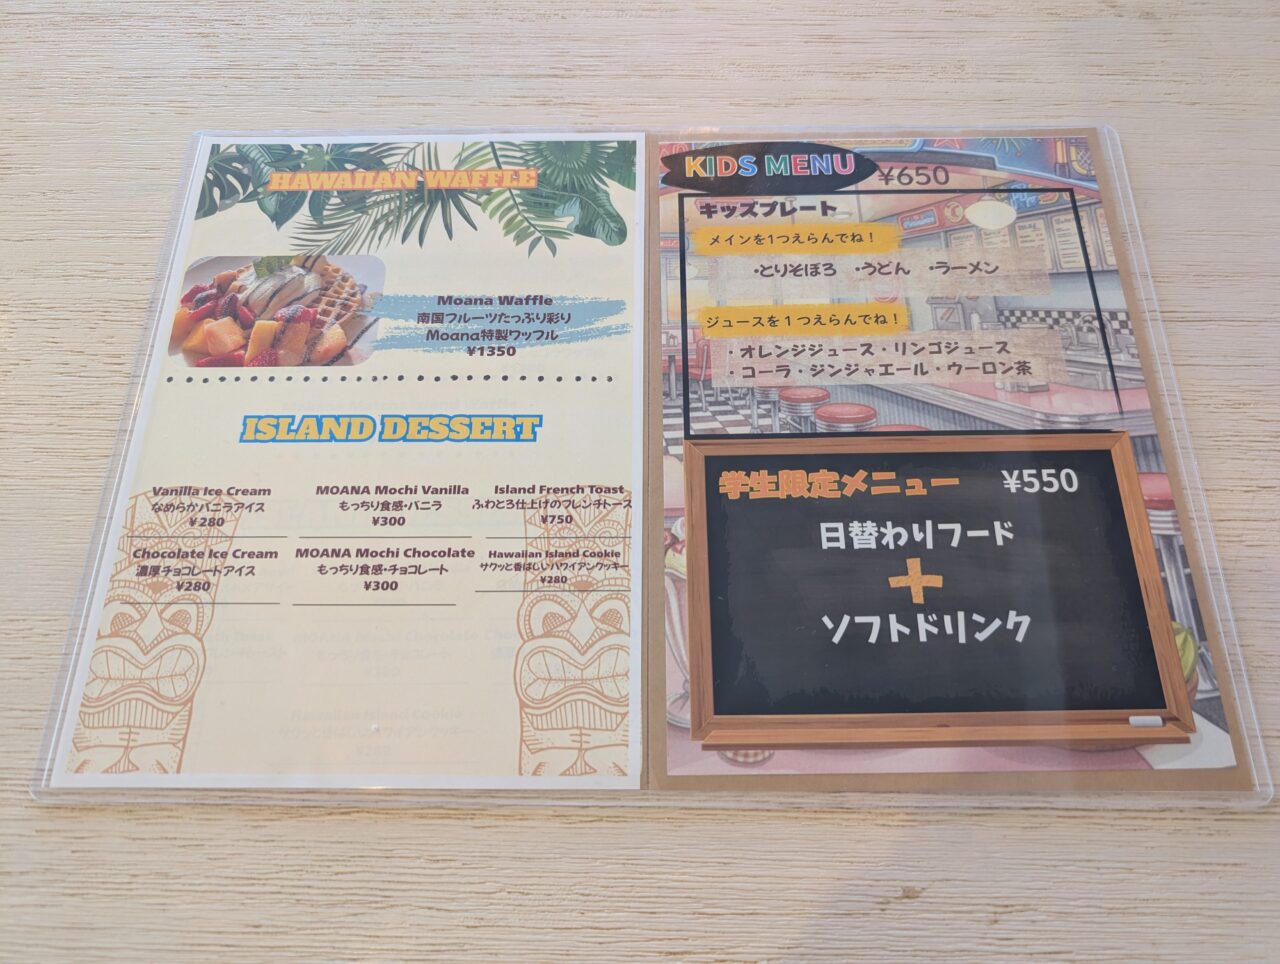 HAWAIIAN WAFFLE
Moana Waffle
南国フルーツたっぷり彩り
Moana特製ワッフル
¥1350
ISLAND DESSERT
Vanilla Ice Cream
なめらかバニラアイス
¥280
MOANA Mochi Vanilla
もっちり食感・バニラ
¥300
Island French Toast
ふわとろ仕上げのフレンチトース
¥750
Chocolate Ice Cream
濃厚チョコレートアイス
¥280
MOANA Mochi Chocolate
もっちり食感・チョコレート
¥300
Hawaiian Island Cookie
サクッと香ばしいハワイアンクッキー
¥280
KIDS MENU
¥650
キッズプレート
メインを1つえらんでね！
・とりそぼろ ・うどん ・ラーメン
ジュースを1つえらんでね！
・オレンジジュース・リンゴジュース
・コーラ・ジンジャエール・ウーロン茶
学生限定メニュー ¥550
日替わりフード
+
ソフトドリンク